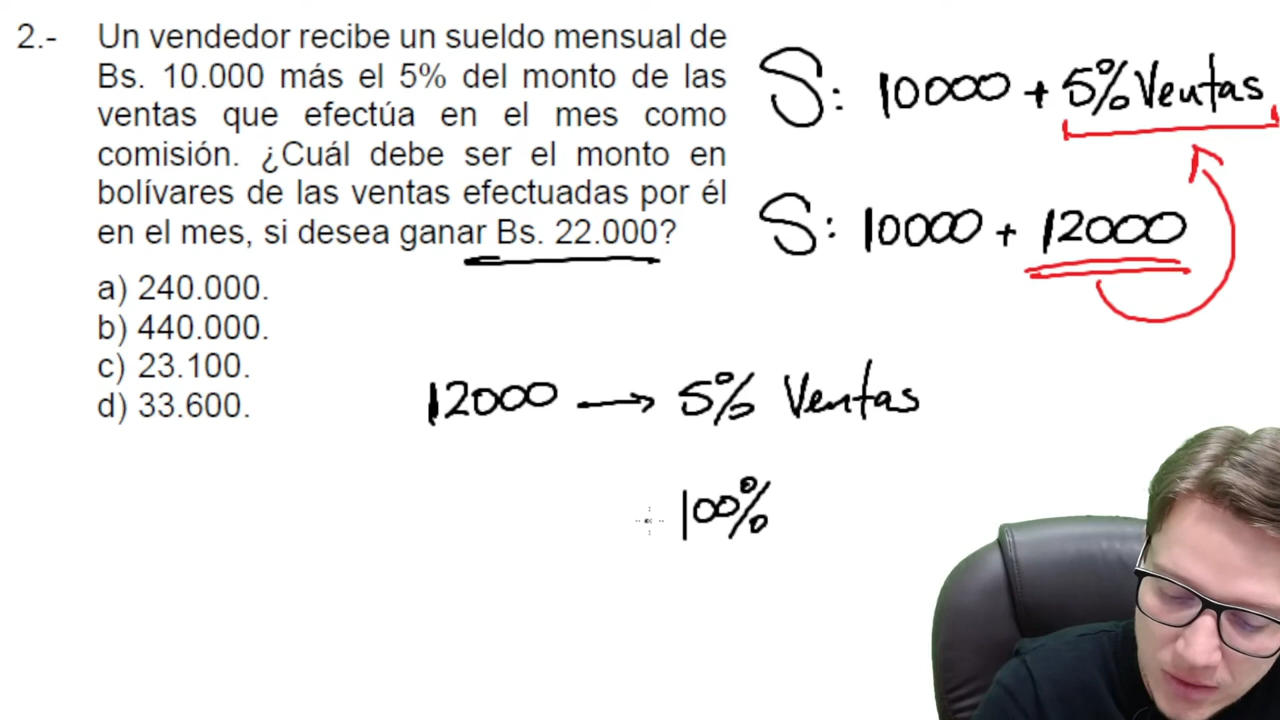 2.- Un vendedor recibe un sueldo mensual de
Bs. 10.000 más el 5% del monto de las
ventas que efectúa en el mes como
comisión. ¿Cuál debe ser el monto en
bolívares de las ventas efectuadas por él
en el mes, si desea ganar Bs. 22.000?
a) 240.000.
b) 440.000.
c) 23.100.
d) 33.600.
S: 10000 + 5% Ventas
S: 10000 + 12000
12000 → 5% Ventas
100%